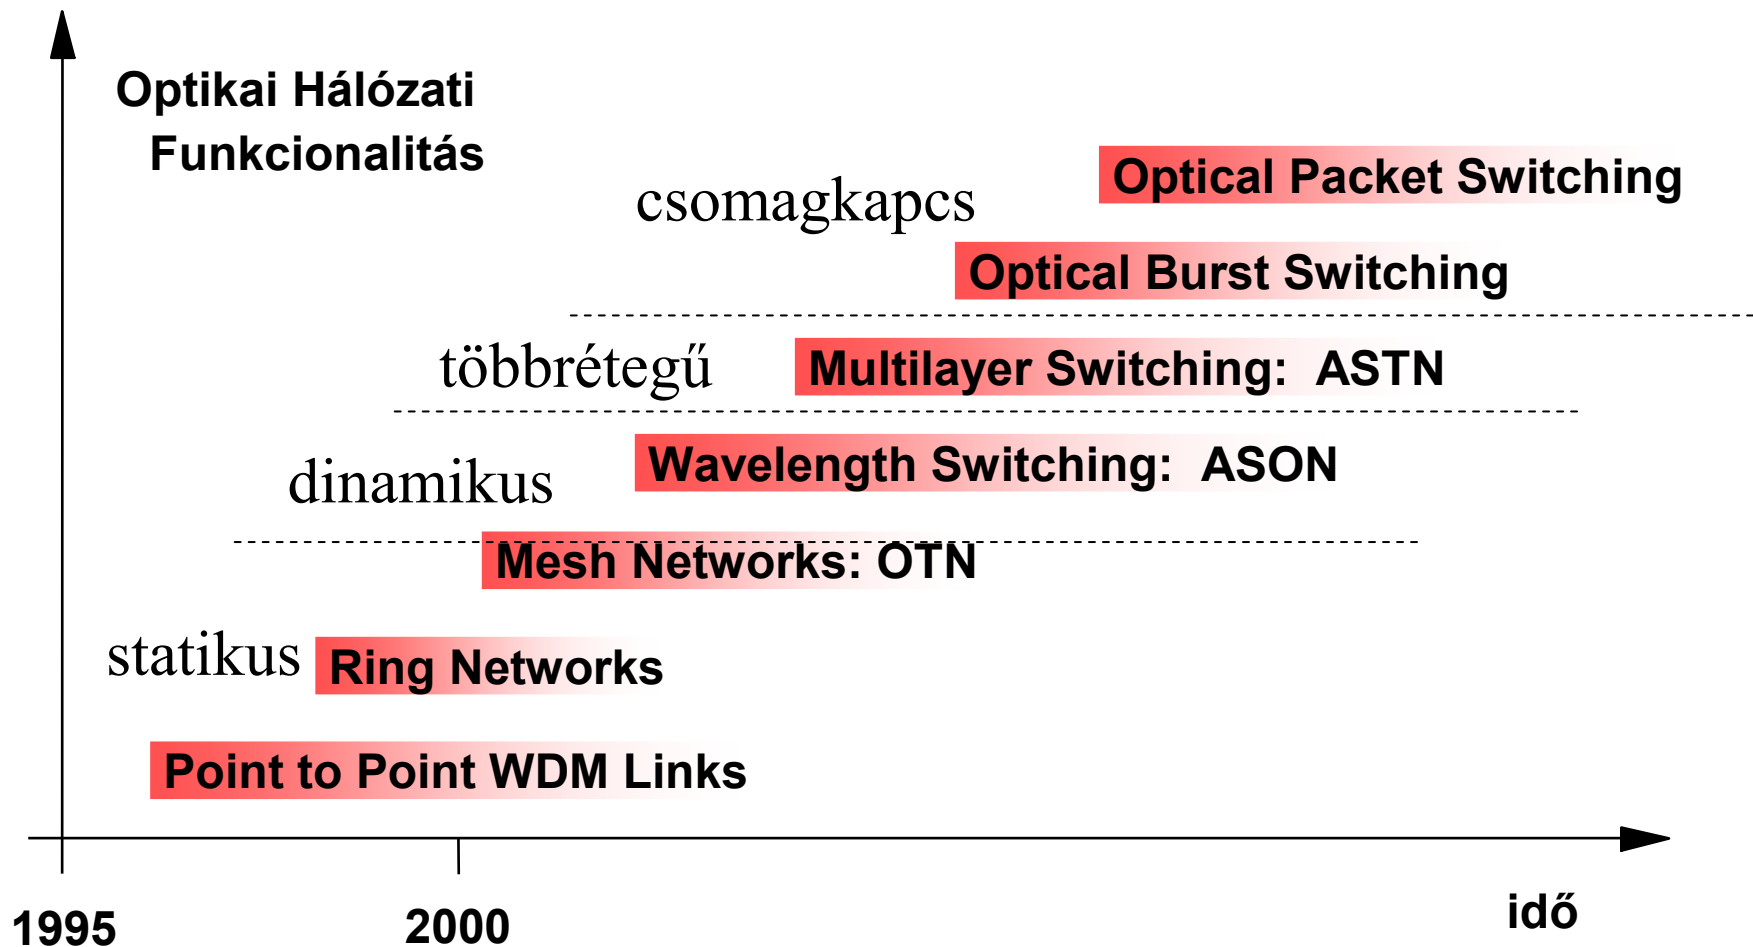 Optikai Hálózati
Funkcionalitás
Optical Packet Switching
csomagkapcs
Optical Burst Switching
többrétegű
Multilayer Switching: ASTN
Wavelength Switching: ASON
dinamikus
Mesh Networks: OTN
statikus
Ring Networks
Point to Point WDM Links
1995
2000
idő